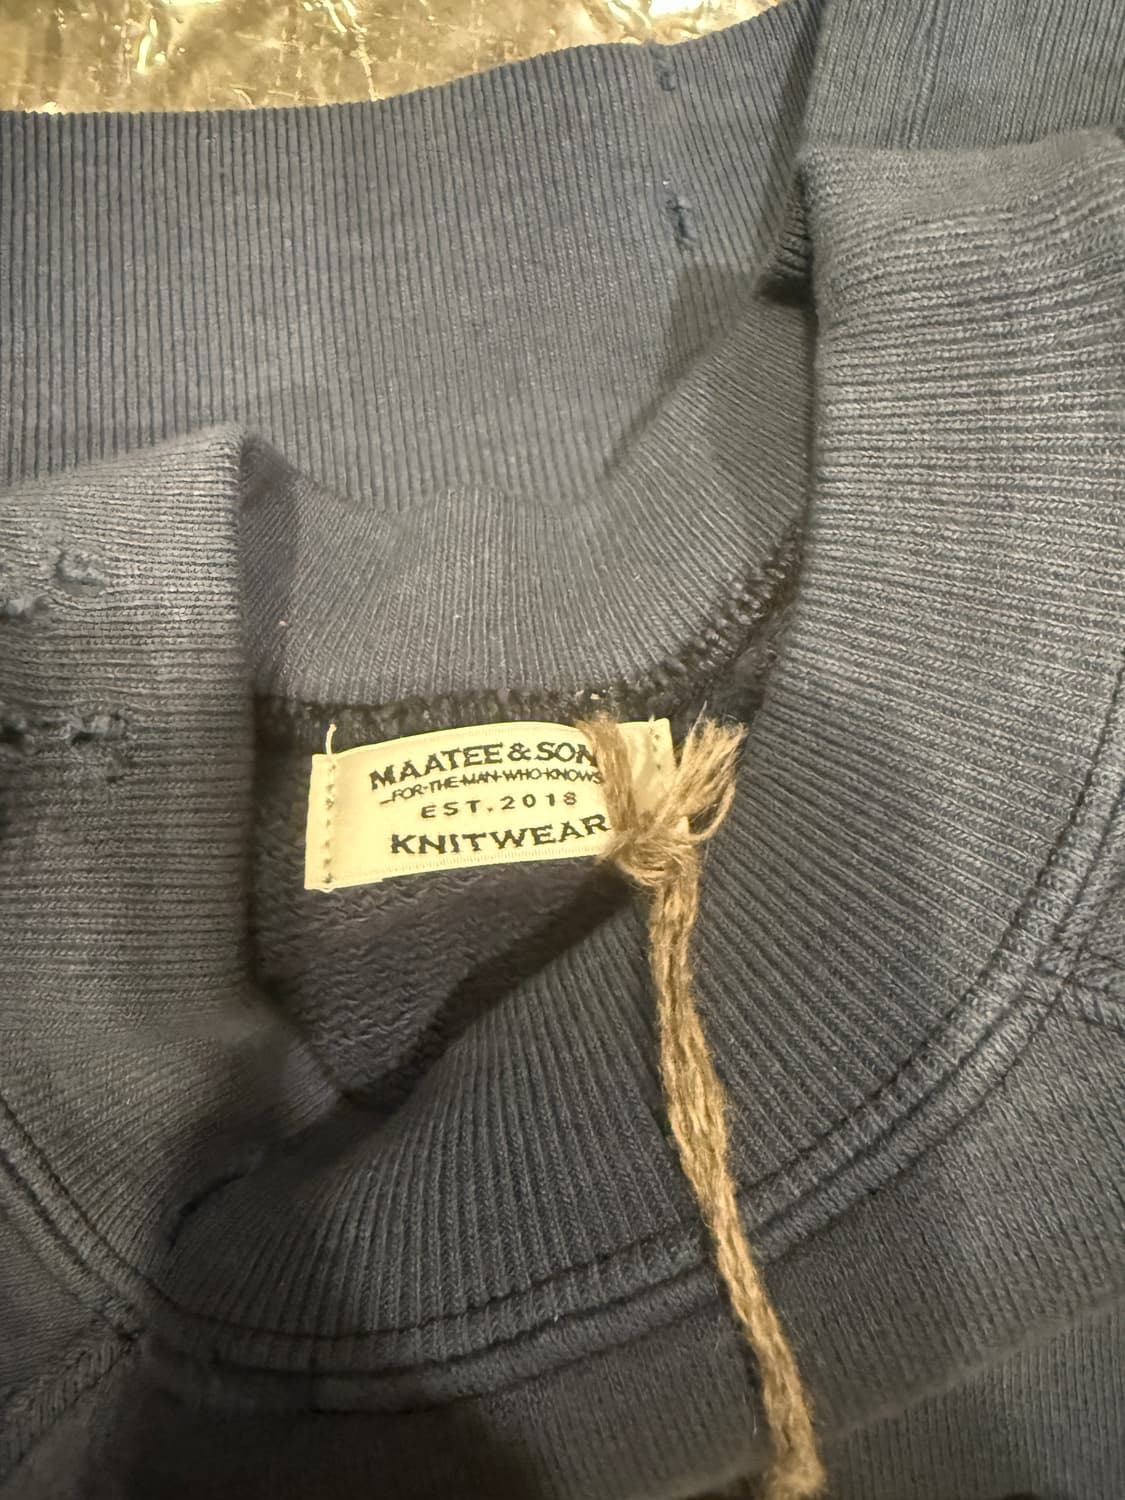 MAATEE & SON
FOR·THE·MAN·WHO·KNOWS
EST. 2018
KNITWEAR